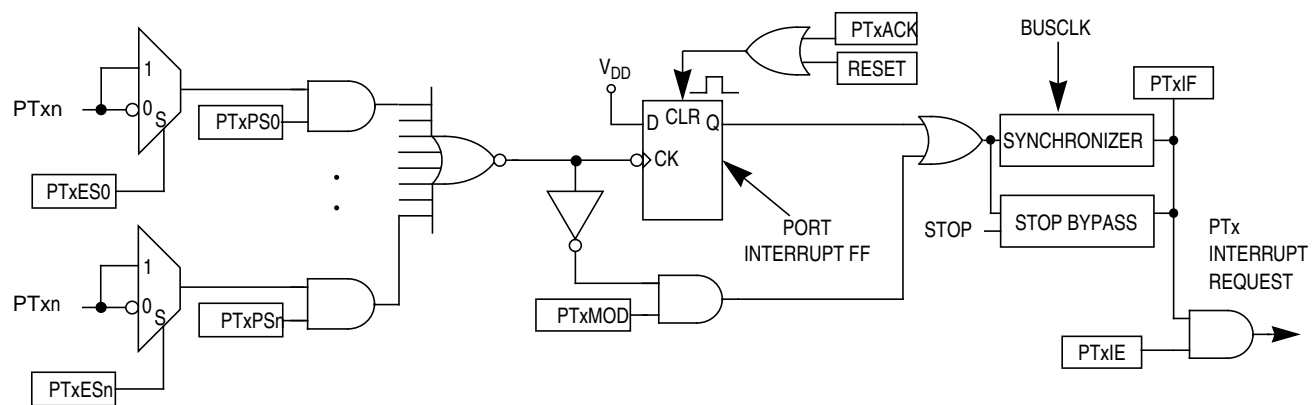 PTxn
1
0
S
PTxES0
PTxPS0
PTxn
1
0
S
PTxESn
PTxPSn
VDD
D
CLR
Q
CK
PTxACK
RESET
PORT
INTERRUPT FF
PTxMOD
BUSCLK
SYNCHRONIZER
STOP
STOP BYPASS
PTxIF
PTx
INTERRUPT
REQUEST
PTxIE